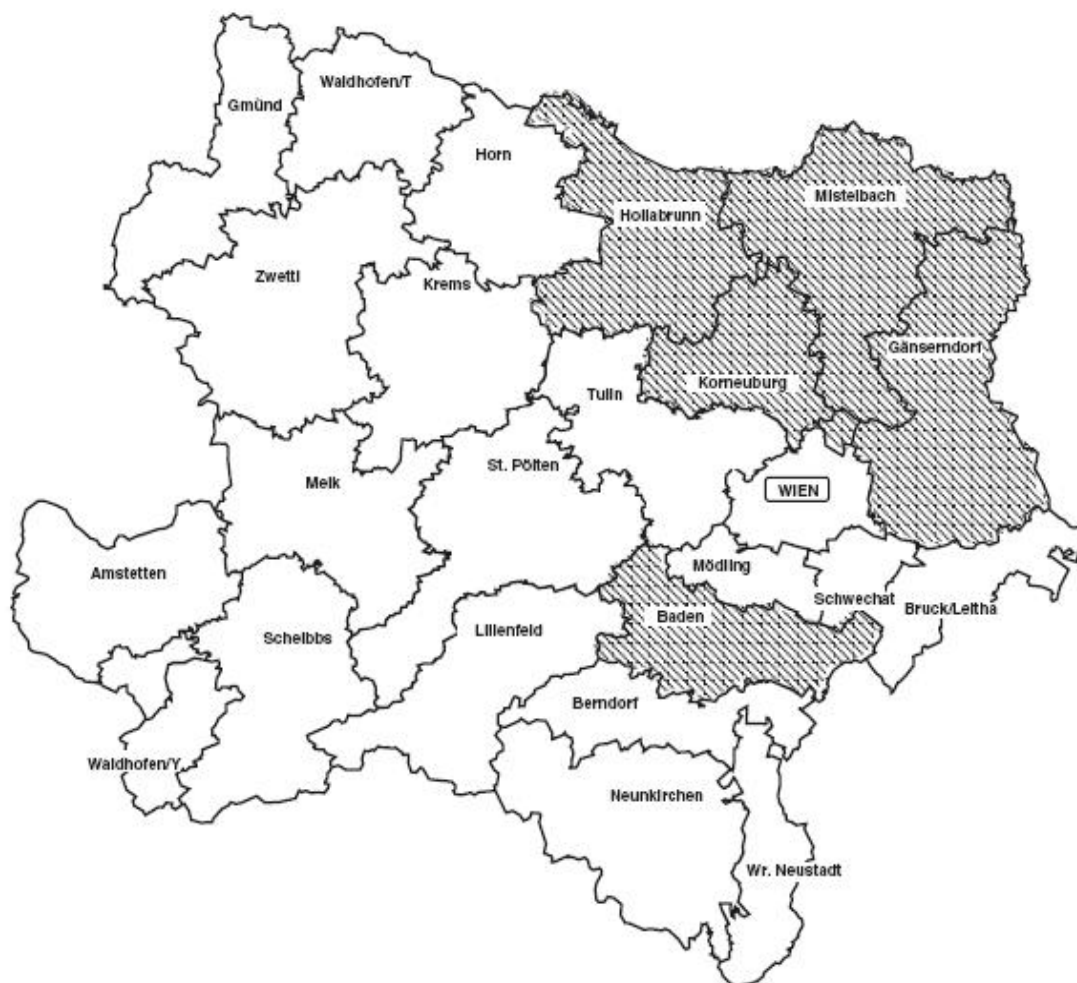 Waldhofen/T
Gmünd
Horn
Mistelbach
Hollabrunn
Zwettl
Krems
Gänserndorf
Korneuburg
Tulln
St. Pölten
Melk
WIEN
Mödling
Amstetten
Schwechat
Bruck/Leitha
Baden
Lilienfeld
Scheibbs
Berndorf
Waldhofen/Y
Neunkirchen
Wr. Neustadt